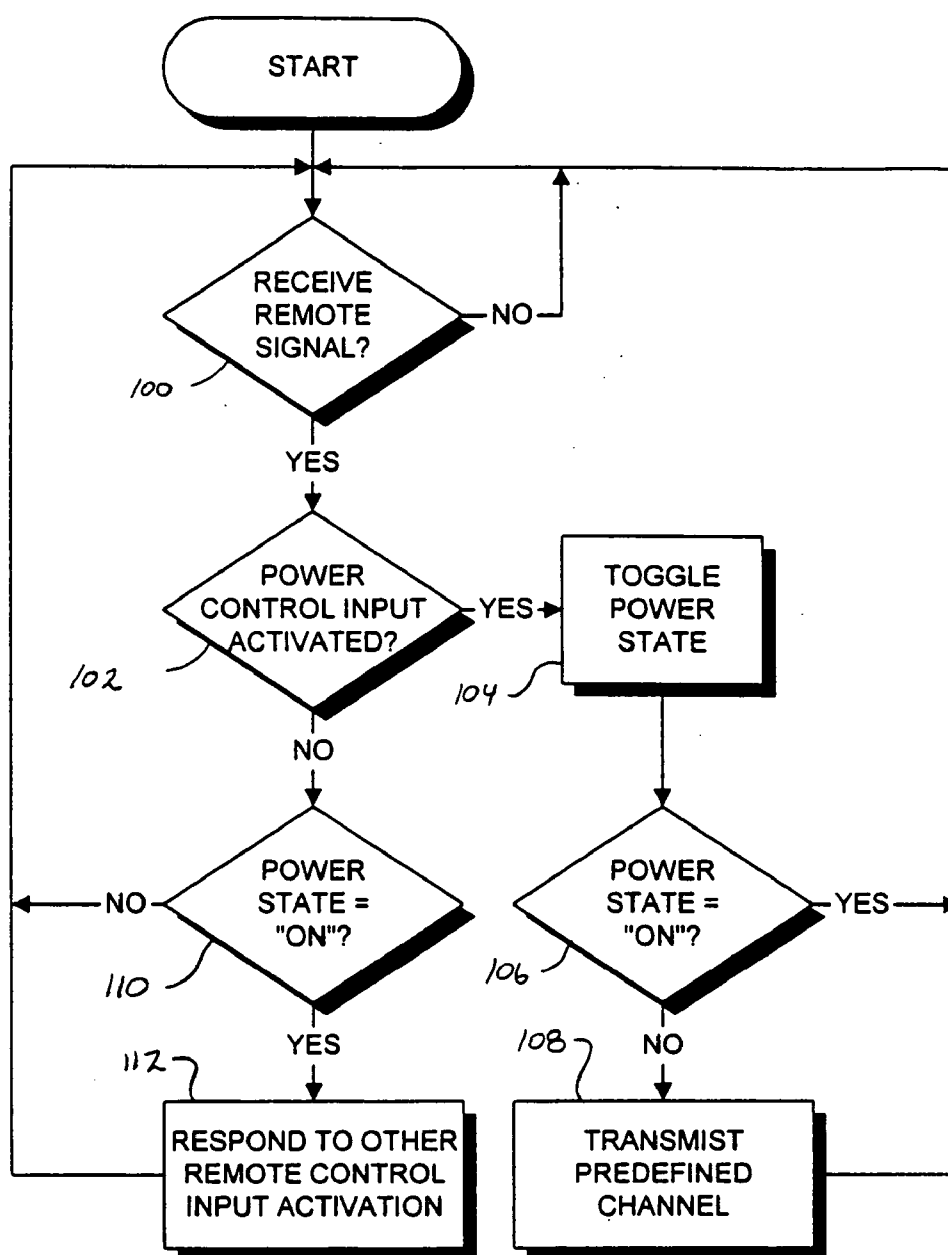 START
RECEIVE
REMOTE
SIGNAL?
NO
100
YES
POWER
CONTROL INPUT
ACTIVATED?
YES
102
TOGGLE
POWER
STATE
104
NO
POWER
STATE =
"ON"?
NO
110
POWER
STATE =
"ON"?
YES
106
YES
NO
112
108
RESPOND TO OTHER
REMOTE CONTROL
INPUT ACTIVATION
TRANSMIST
PREDEFINED
CHANNEL